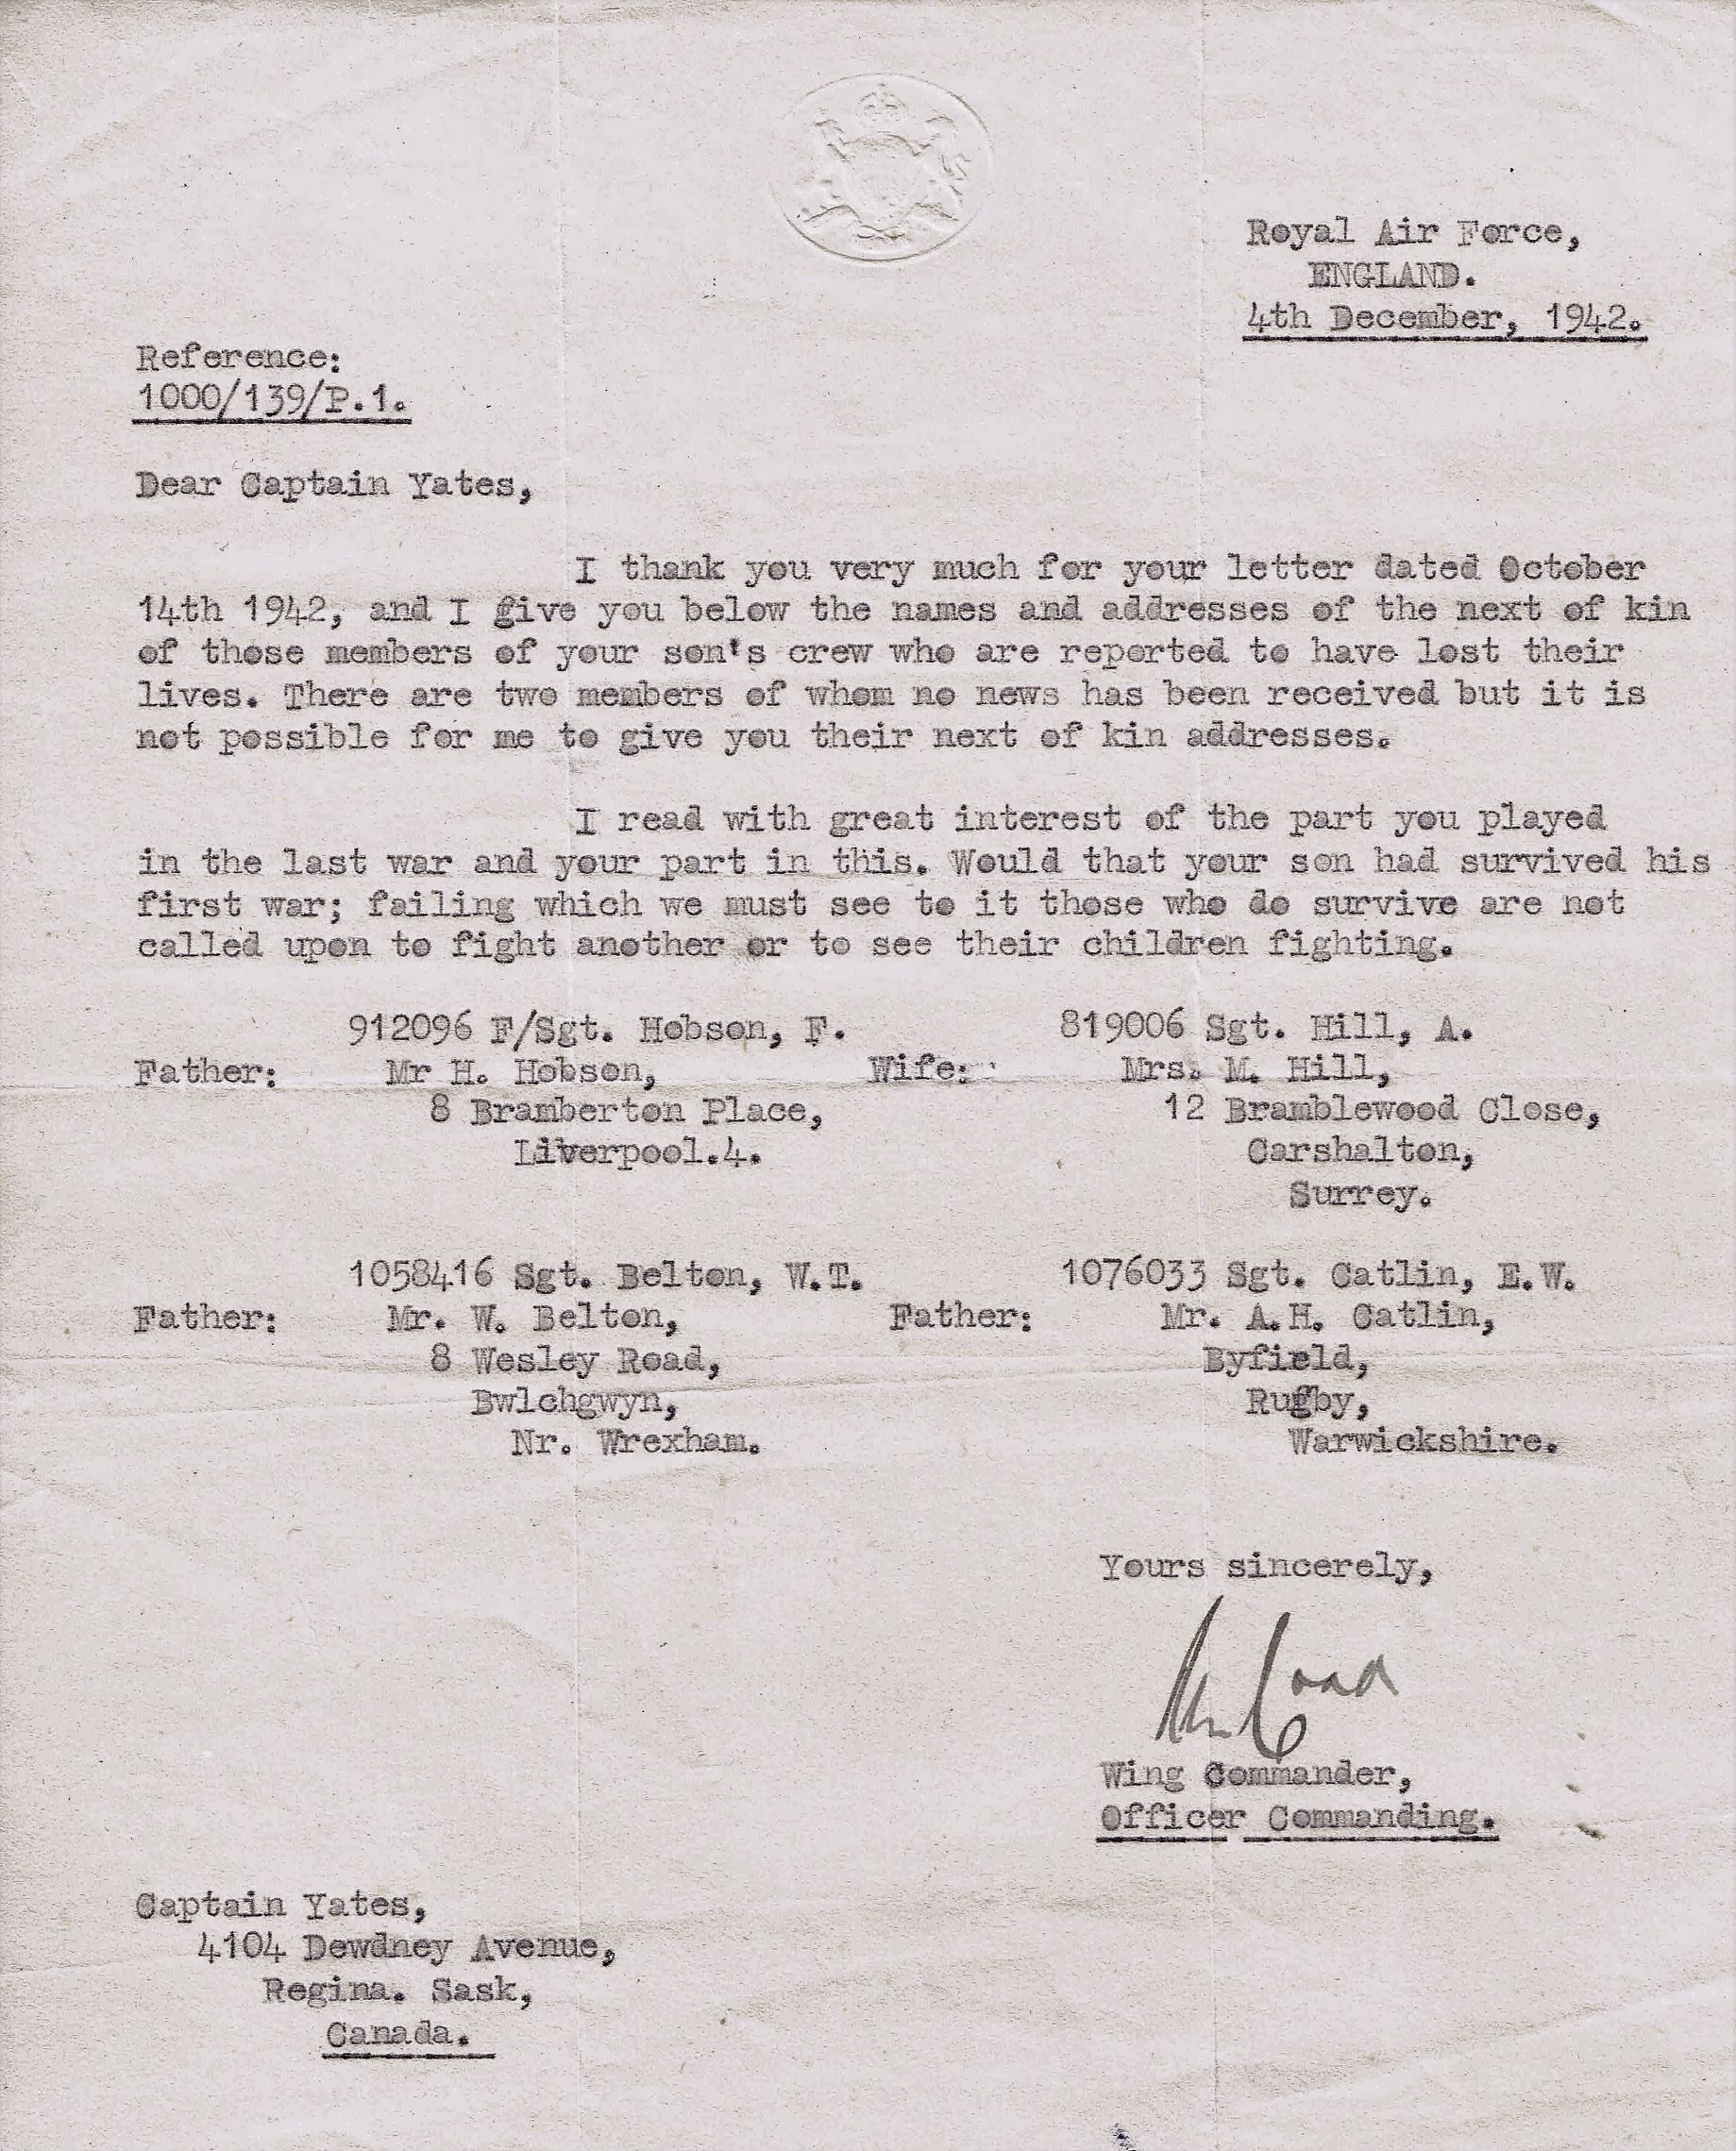 Royal Air Force,
ENGLAND.
4th December, 1942.
Reference:
1000/139/P.1.
Dear Captain Yates,
I thank you very much for your letter dated October
14th 1942, and I give you below the names and addresses of the next of kin
of those members of your son's crew who are reported to have lost their
lives. There are two members of whom no news has been received but it is
not possible for me to give you their next of kin addresses.
I read with great interest of the part you played
in the last war and your part in this. Would that your son had survived his
first war; failing which we must see to it those who do survive are not
called upon to fight another or to see their children fighting.
912096 F/Sgt. Hobson, F.
Father: Mr H. Hobson,
8 Bramberton Place,
Liverpool.4.
819006 Sgt. Hill, A.
Wife: Mrs. M. Hill,
12 Bramblewood Close,
Carshalton,
Surrey.
1058416 Sgt. Belton, W.T.
Father: Mr. W. Belton,
8 Wesley Road,
Bwlchgwyn,
Nr. Wrexham.
1076033 Sgt. Catlin, E.W.
Father: Mr. A.H. Catlin,
Byfield,
Rugby,
Warwickshire.
Yours sincerely,
Wing Commander,
Officer Commanding.
Captain Yates,
4104 Dewdney Avenue,
Regina. Sask,
Canada.